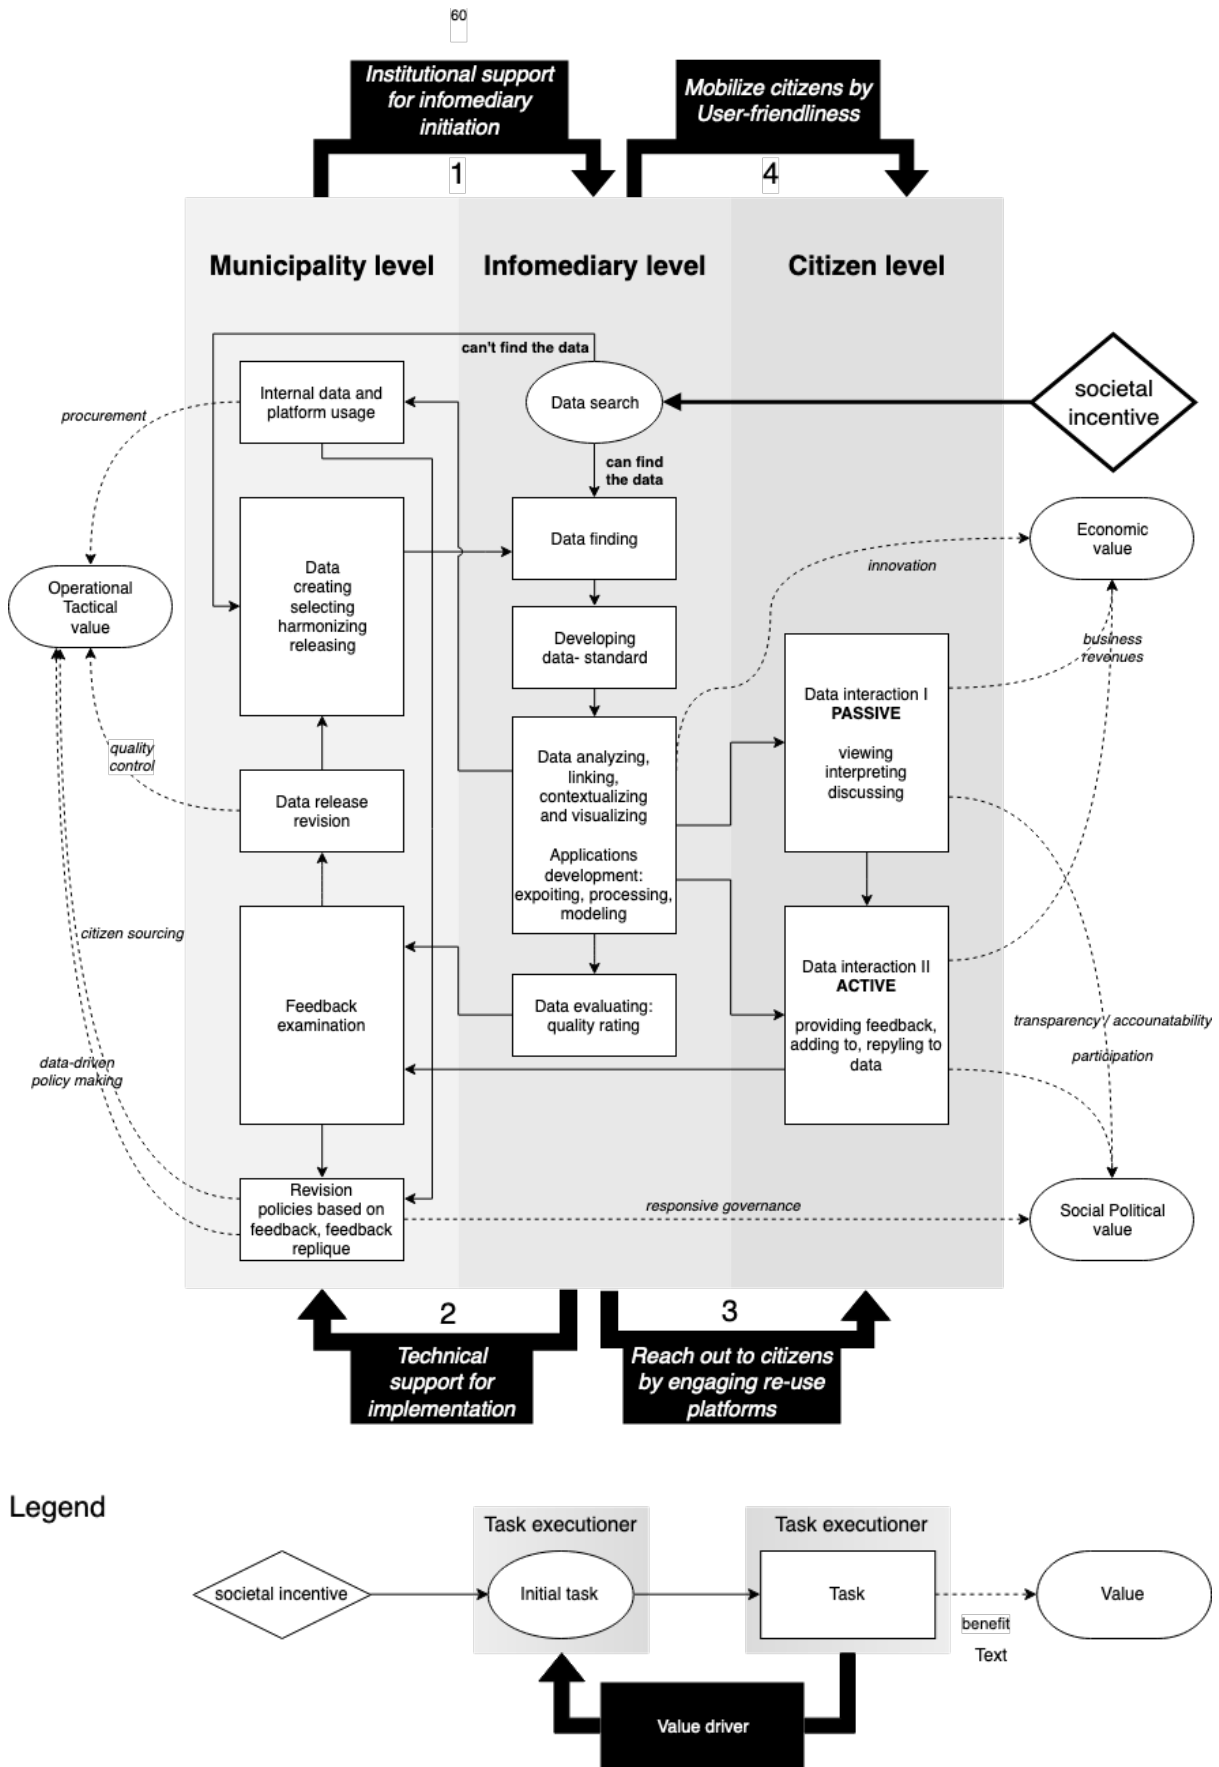 60
Institutional support
for infomediary
initiation
Mobilize citizens by
User-friendliness
1
4
Municipality level
Infomediary level
Citizen level
can't find the data
Internal data and
platform usage
Data search
societal
incentive
procurement
can find
the data
Data
creating
selecting
harmonizing
releasing
Data finding
Economic
value
innovation
Operational
Tactical
value
Developing
data- standard
business
revenues
Data interaction I
PASSIVE
viewing
interpreting
discussing
quality
control
Data analyzing,
linking,
contextualizing
and visualizing
Applications
development:
expoiting, processing,
modeling
Data release
revision
citizen sourcing
Feedback
examination
Data evaluating:
quality rating
Data interaction II
ACTIVE
providing feedback,
adding to, repyling to
data
transparency / accounatability
participation
data-driven
policy making
Revision
policies based on
feedback, feedback
replique
responsive governance
Social Political
value
2
3
Technical
support for
implementation
Reach out to citizens
by engaging re-use
platforms
Legend
Task executioner
Task executioner
societal incentive
Initial task
Task
Value
benefit
Text
Value driver